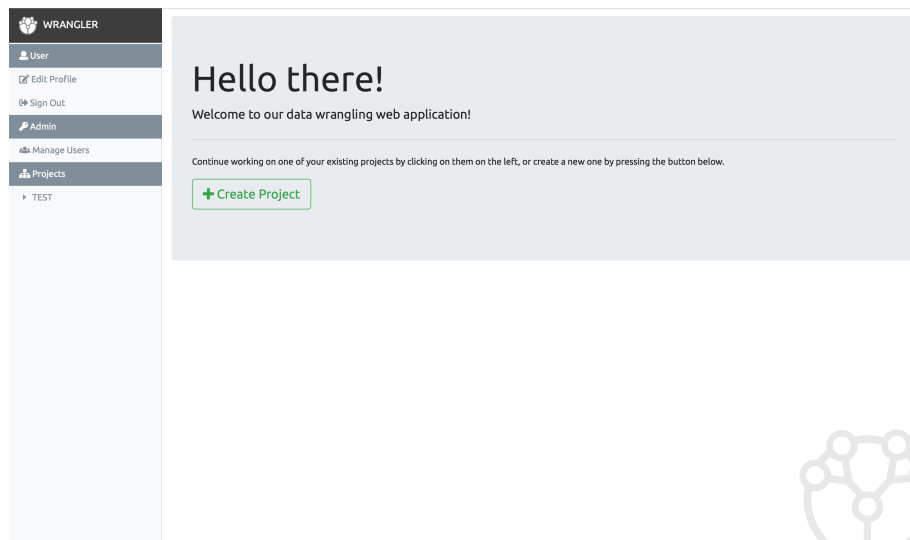 WRANGLER
User
Edit Profile
Sign Out
Admin
Manage Users
Projects
TEST
Hello there!
Welcome to our data wrangling web application!
Continue working on one of your existing projects by clicking on them on the left, or create a new one by pressing the button below.
Create Project